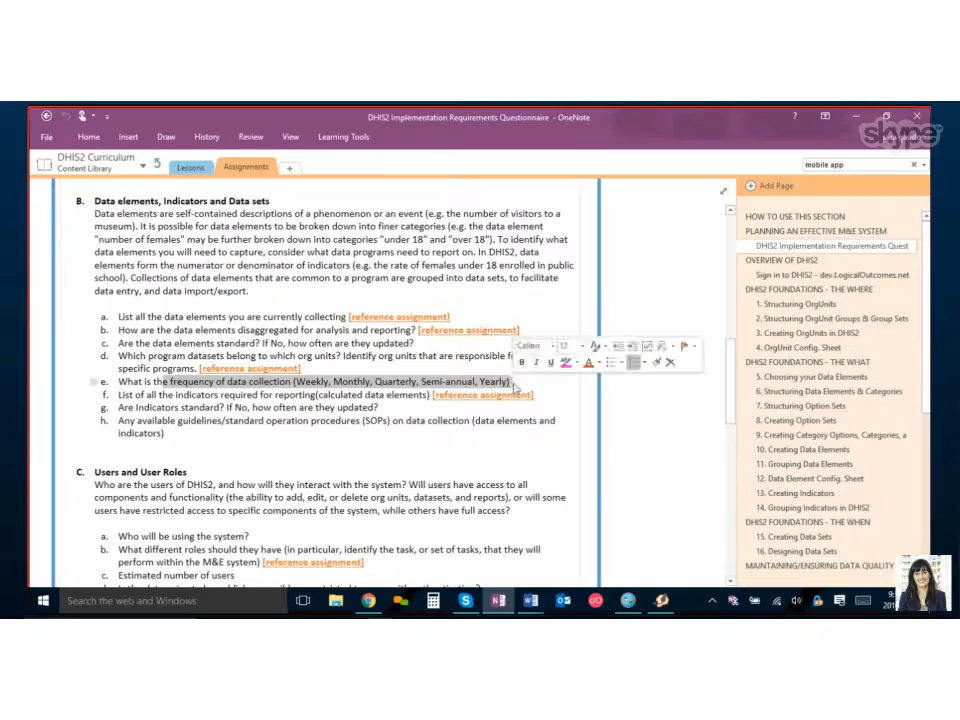 DHIS2 Implementation Requirements Questionnaire - OneNote
?
skype
File Home Insert Draw History Review View Learning Tools
DHIS2 Curriculum
Content Library
Lessons Assignments
mobile app
Add Page
B. Data elements, Indicators and Data sets
Data elements are self-contained descriptions of a phenomenon or an event (e.g. the number of visitors to a
museum). It is possible for data elements to be broken down into finer categories (e.g. the data element
"number of females" may be further broken down into categories "under 18" and "over 18"). To identify what
data elements you will need to capture, consider what data programs need to report on. In DHIS2, data
elements form the numerator or denominator of indicators (e.g. the rate of females under 18 enrolled in public
school). Collections of data elements that are common to a program are grouped into data sets, to facilitate
data entry, and data import/export.
a. List all the data elements you are currently collecting [reference assignment]
b. How are the data elements disaggregated for analysis and reporting? [reference assignment]
c. Are the data elements standard? If No, how often are they updated?
d. Which program datasets belong to which org units? Identify org units that are responsible
specific programs. [reference assignment]
e. What is the frequency of data collection (Weekly, Monthly, Quarterly, Semi-annual, Yearly)
f. List of all the indicators required for reporting(calculated data elements) [reference assignment]
g. Are Indicators standard? If No, how often are they updated?
h. Any available guidelines/standard operation procedures (SOPs) on data collection (data elements and
indicators)
Calibri 12
B I U A
C. Users and User Roles
Who are the users of DHIS2, and how will they interact with the system? Will users have access to all
components and functionality (the ability to add, edit, or delete org units, datasets, and reports), or will some
users have restricted access to specific components of the system, while others have full access?
a. Who will be using the system?
b. What different roles should they have (in particular, identify the task, or set of tasks, that they will
perform within the M&E system) [reference assignment]
c. Estimated number of users
HOW TO USE THIS SECTION
PLANNING AN EFFECTIVE M&E SYSTEM
DHIS2 Implementation Requirements Quest
OVERVIEW OF DHIS2
Sign in to DHIS2 - dev.LogicalOutcomes.net
DHIS2 FOUNDATIONS - THE WHERE
1. Structuring OrgUnits
2. Structuring OrgUnit Groups & Group Sets
3. Creating OrgUnits in DHIS2
4. OrgUnit Config. Sheet
DHIS2 FOUNDATIONS - THE WHAT
5. Choosing your Data Elements
6. Structuring Data Elements & Categories
7. Structuring Option Sets
8. Creating Option Sets
9. Creating Category Options, Categories, a
10. Creating Data Elements
11. Grouping Data Elements
12. Data Element Config. Sheet
13. Creating Indicators
14. Grouping Indicators in DHIS2
DHIS2 FOUNDATIONS - THE WHEN
15. Creating Data Sets
16. Designing Data Sets
MAINTAINING/ENSURING DATA QUALITY
Search the web and Windows